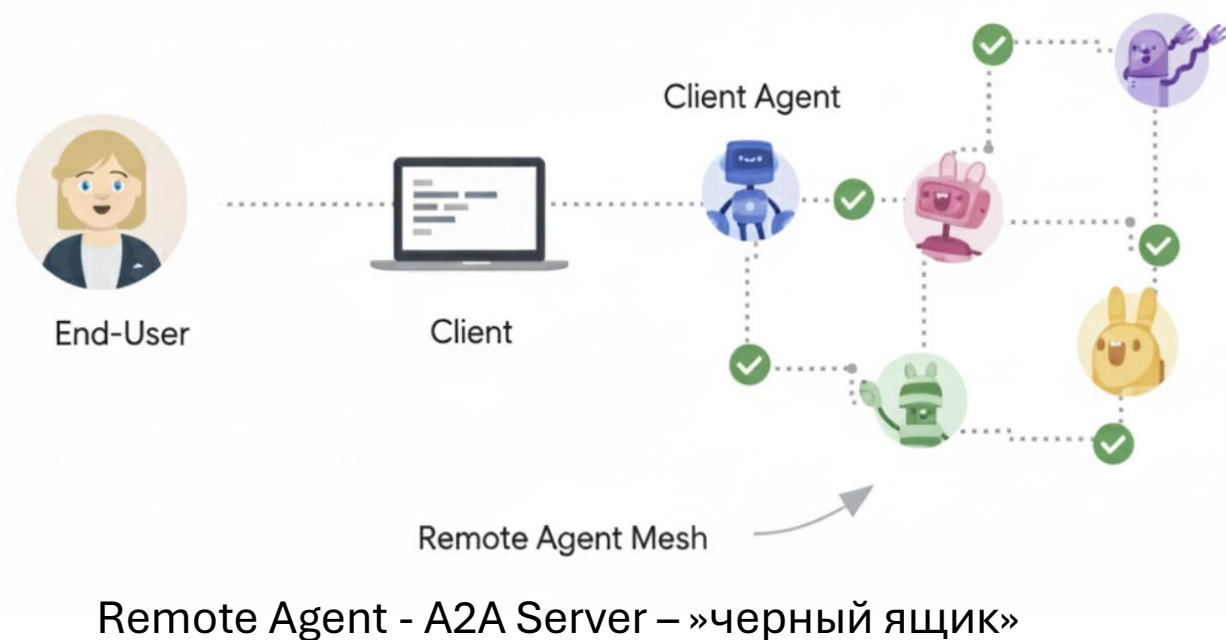 Client Agent
End-User
Client
Remote Agent Mesh
Remote Agent - A2A Server – »черный ящик»